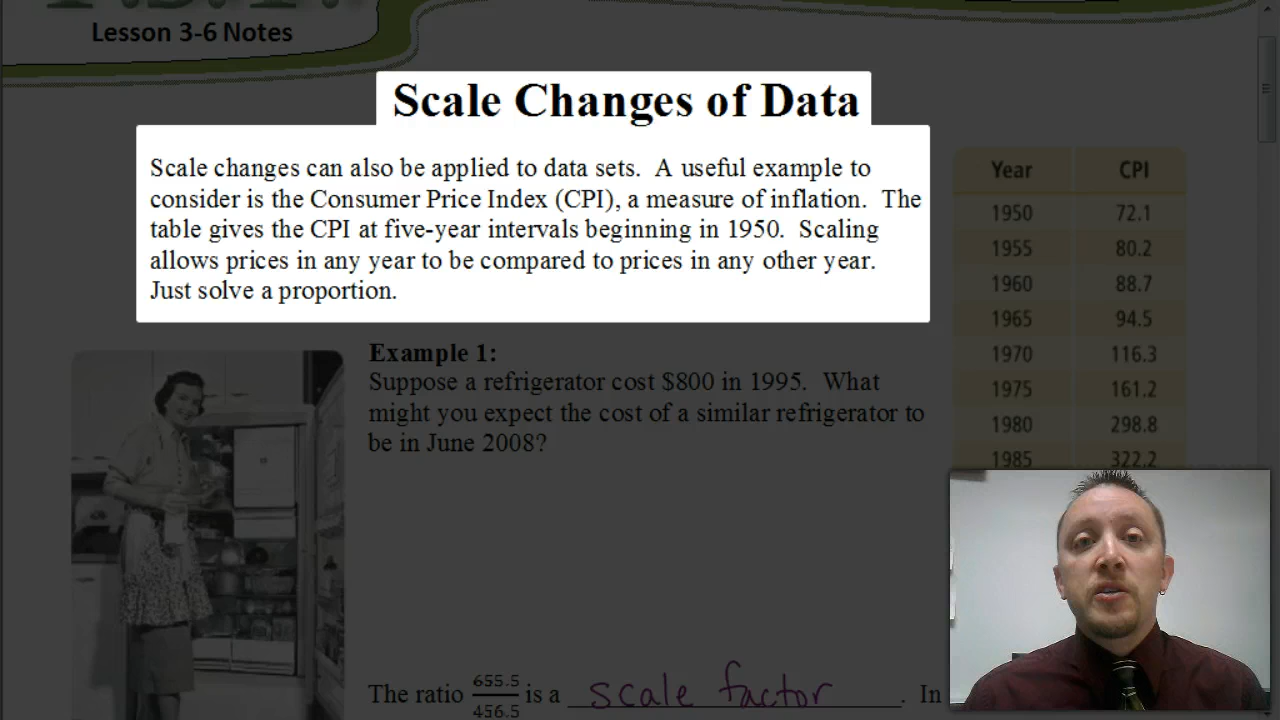 Lesson 3-6 Notes
Scale Changes of Data
Scale changes can also be applied to data sets. A useful example to
consider is the Consumer Price Index (CPI), a measure of inflation. The
table gives the CPI at five-year intervals beginning in 1950. Scaling
allows prices in any year to be compared to prices in any other year.
Just solve a proportion.
Year CPI
1950 72.1
1955 80.2
1960 88.7
1965 94.5
1970 116.3
1975 161.2
1980 298.8
1985 322.2
Example 1:
Suppose a refrigerator cost $800 in 1995. What
might you expect the cost of a similar refrigerator to
be in June 2008?
The ratio 655.5/456.5 is a scale factor. In